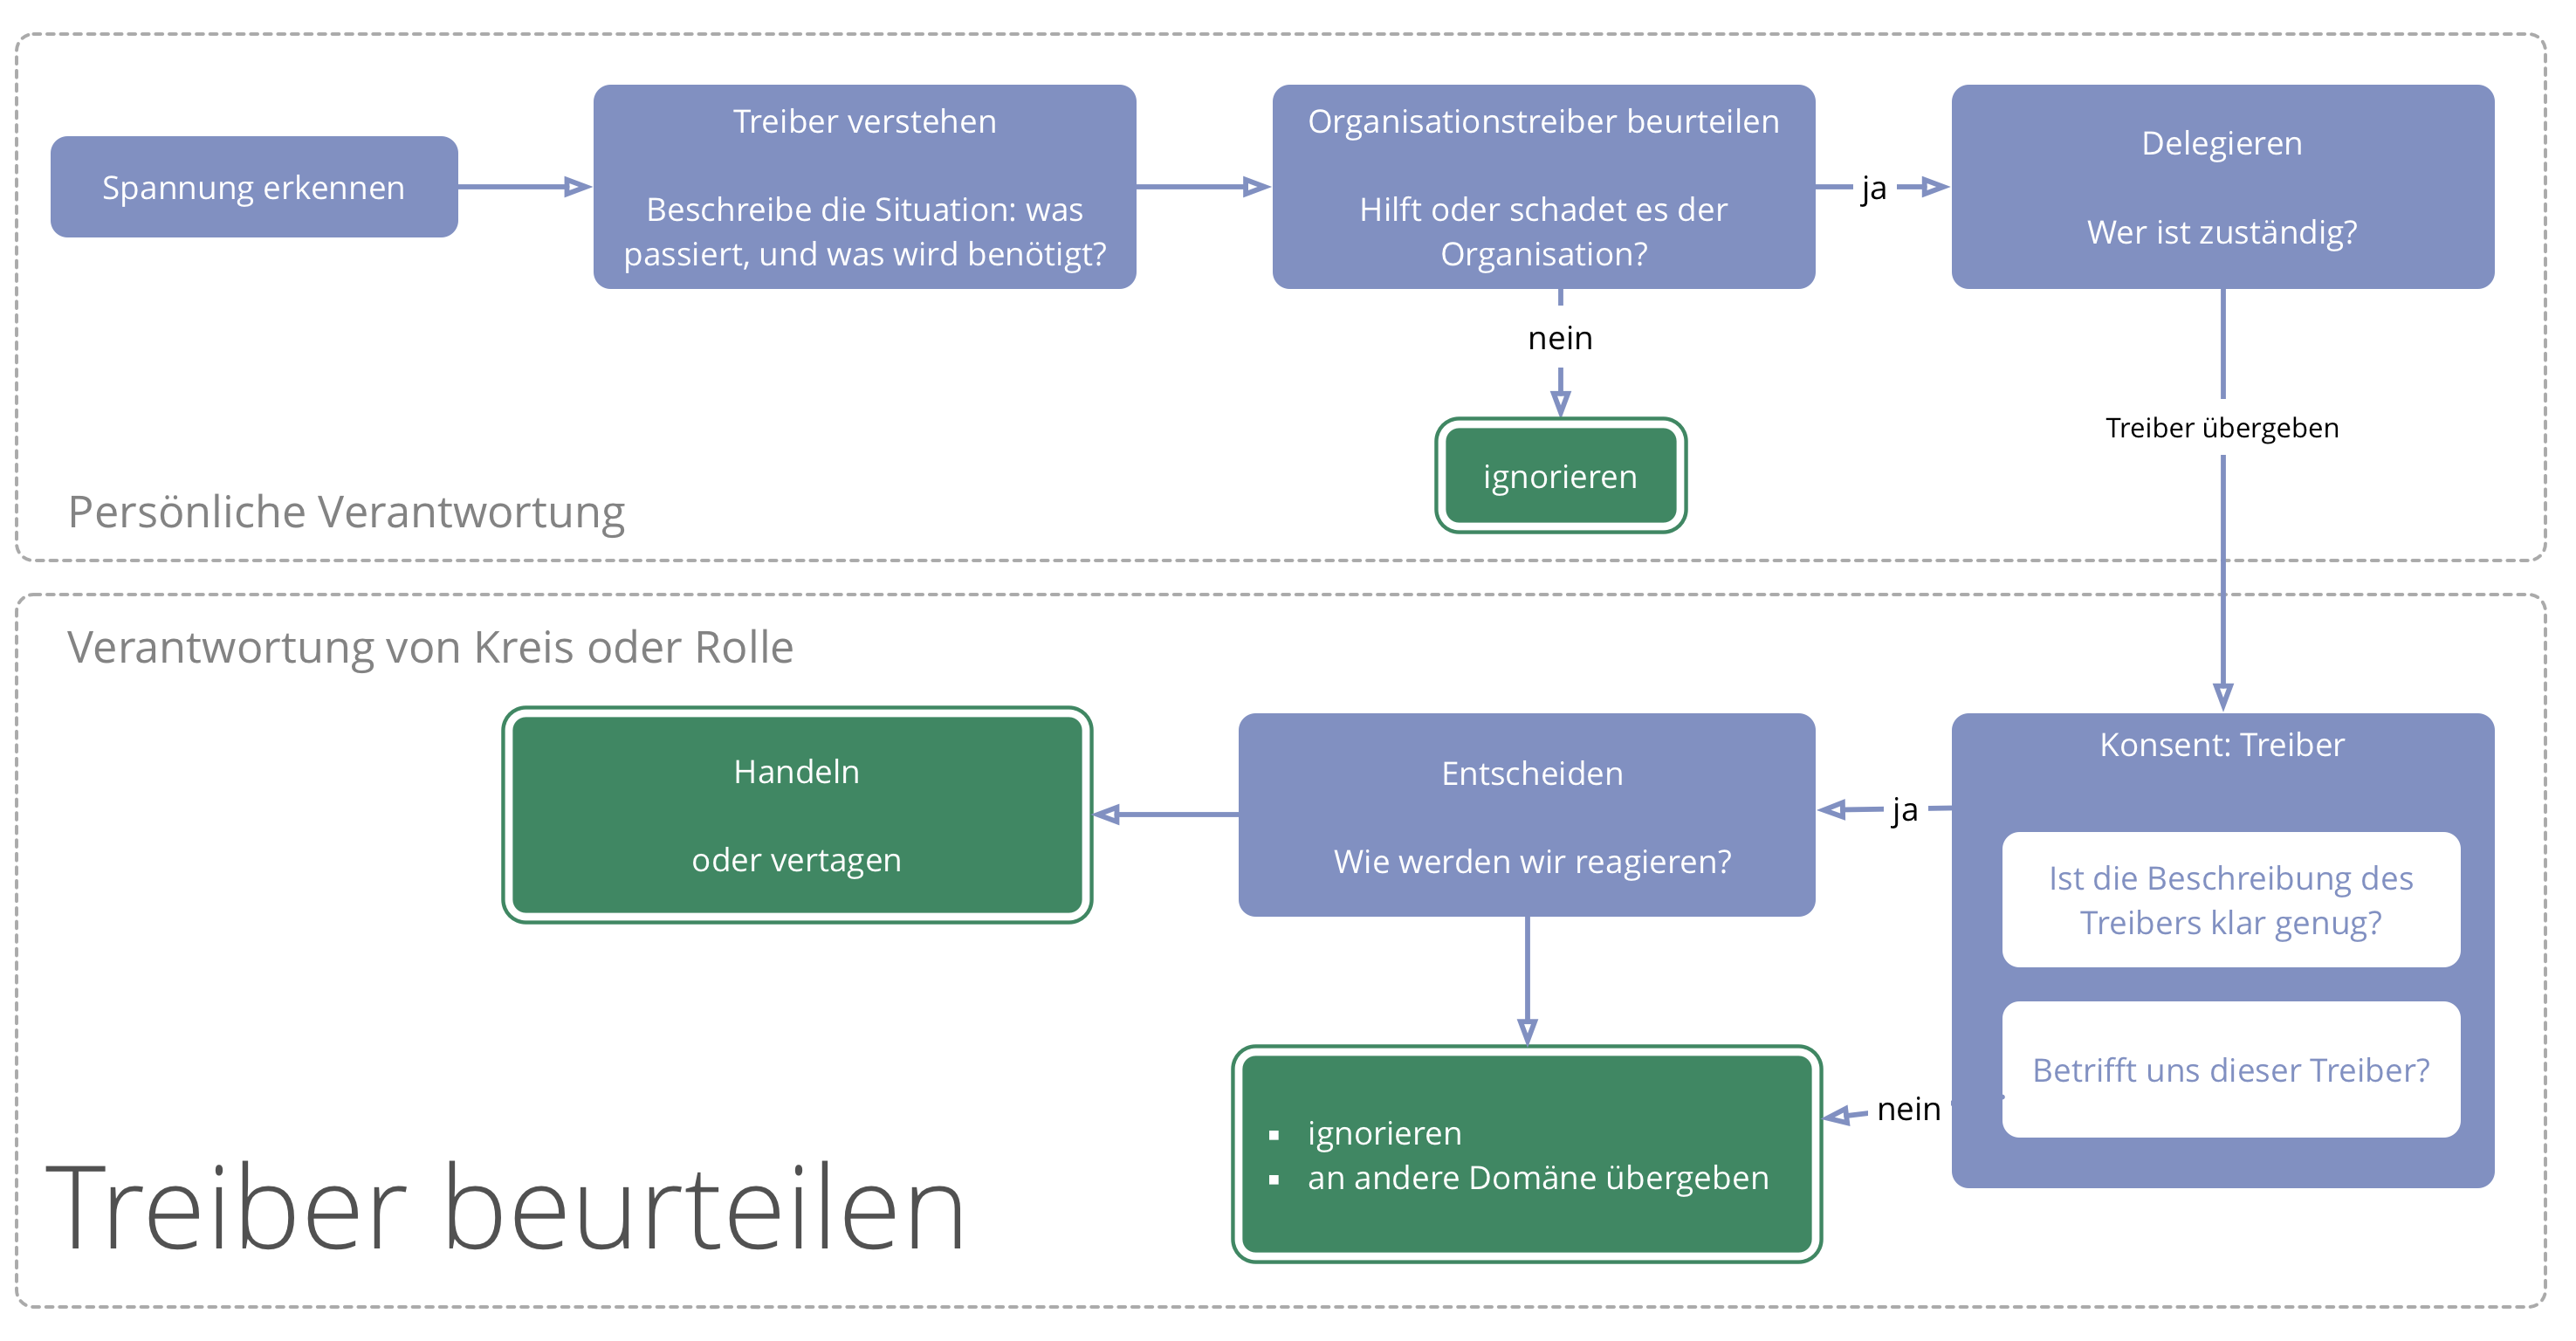 Spannung erkennen
Treiber verstehen
Beschreibe die Situation: was
passiert, und was wird benötigt?
Organisationstreiber beurteilen
Hilft oder schadet es der
Organisation?
ja
Delegieren
Wer ist zuständig?
nein
ignorieren
Treiber übergeben
Persönliche Verantwortung
Verantwortung von Kreis oder Rolle
Konsent: Treiber
Ist die Beschreibung des
Treibers klar genug?
Betrifft uns dieser Treiber?
ja
Entscheiden
Wie werden wir reagieren?
Handeln
oder vertagen
nein
▪ ignorieren
▪ an andere Domäne übergeben
Treiber beurteilen